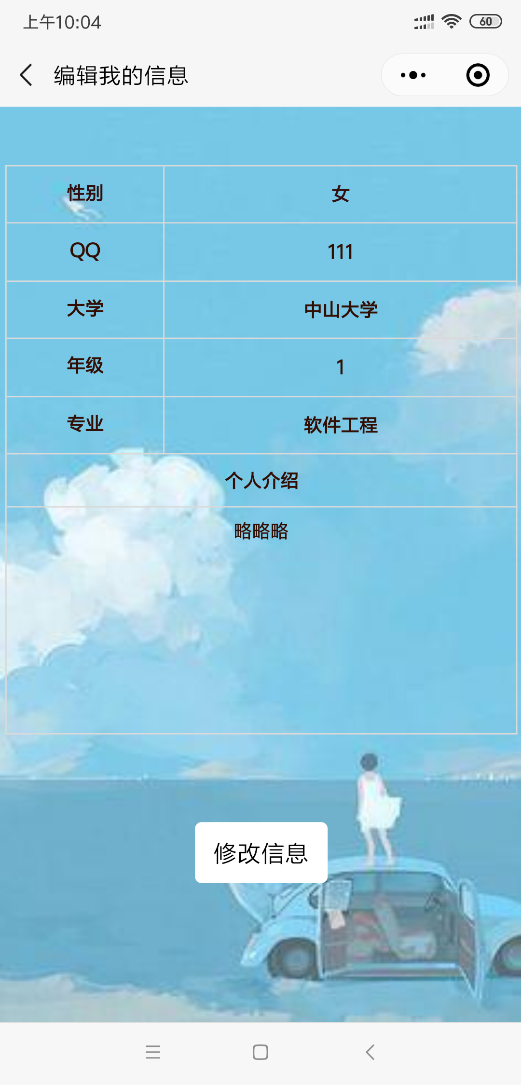 上午10:04
60
编辑我的信息
性别 女
QQ 111
大学 中山大学
年级 1
专业 软件工程
个人介绍
略略略
修改信息